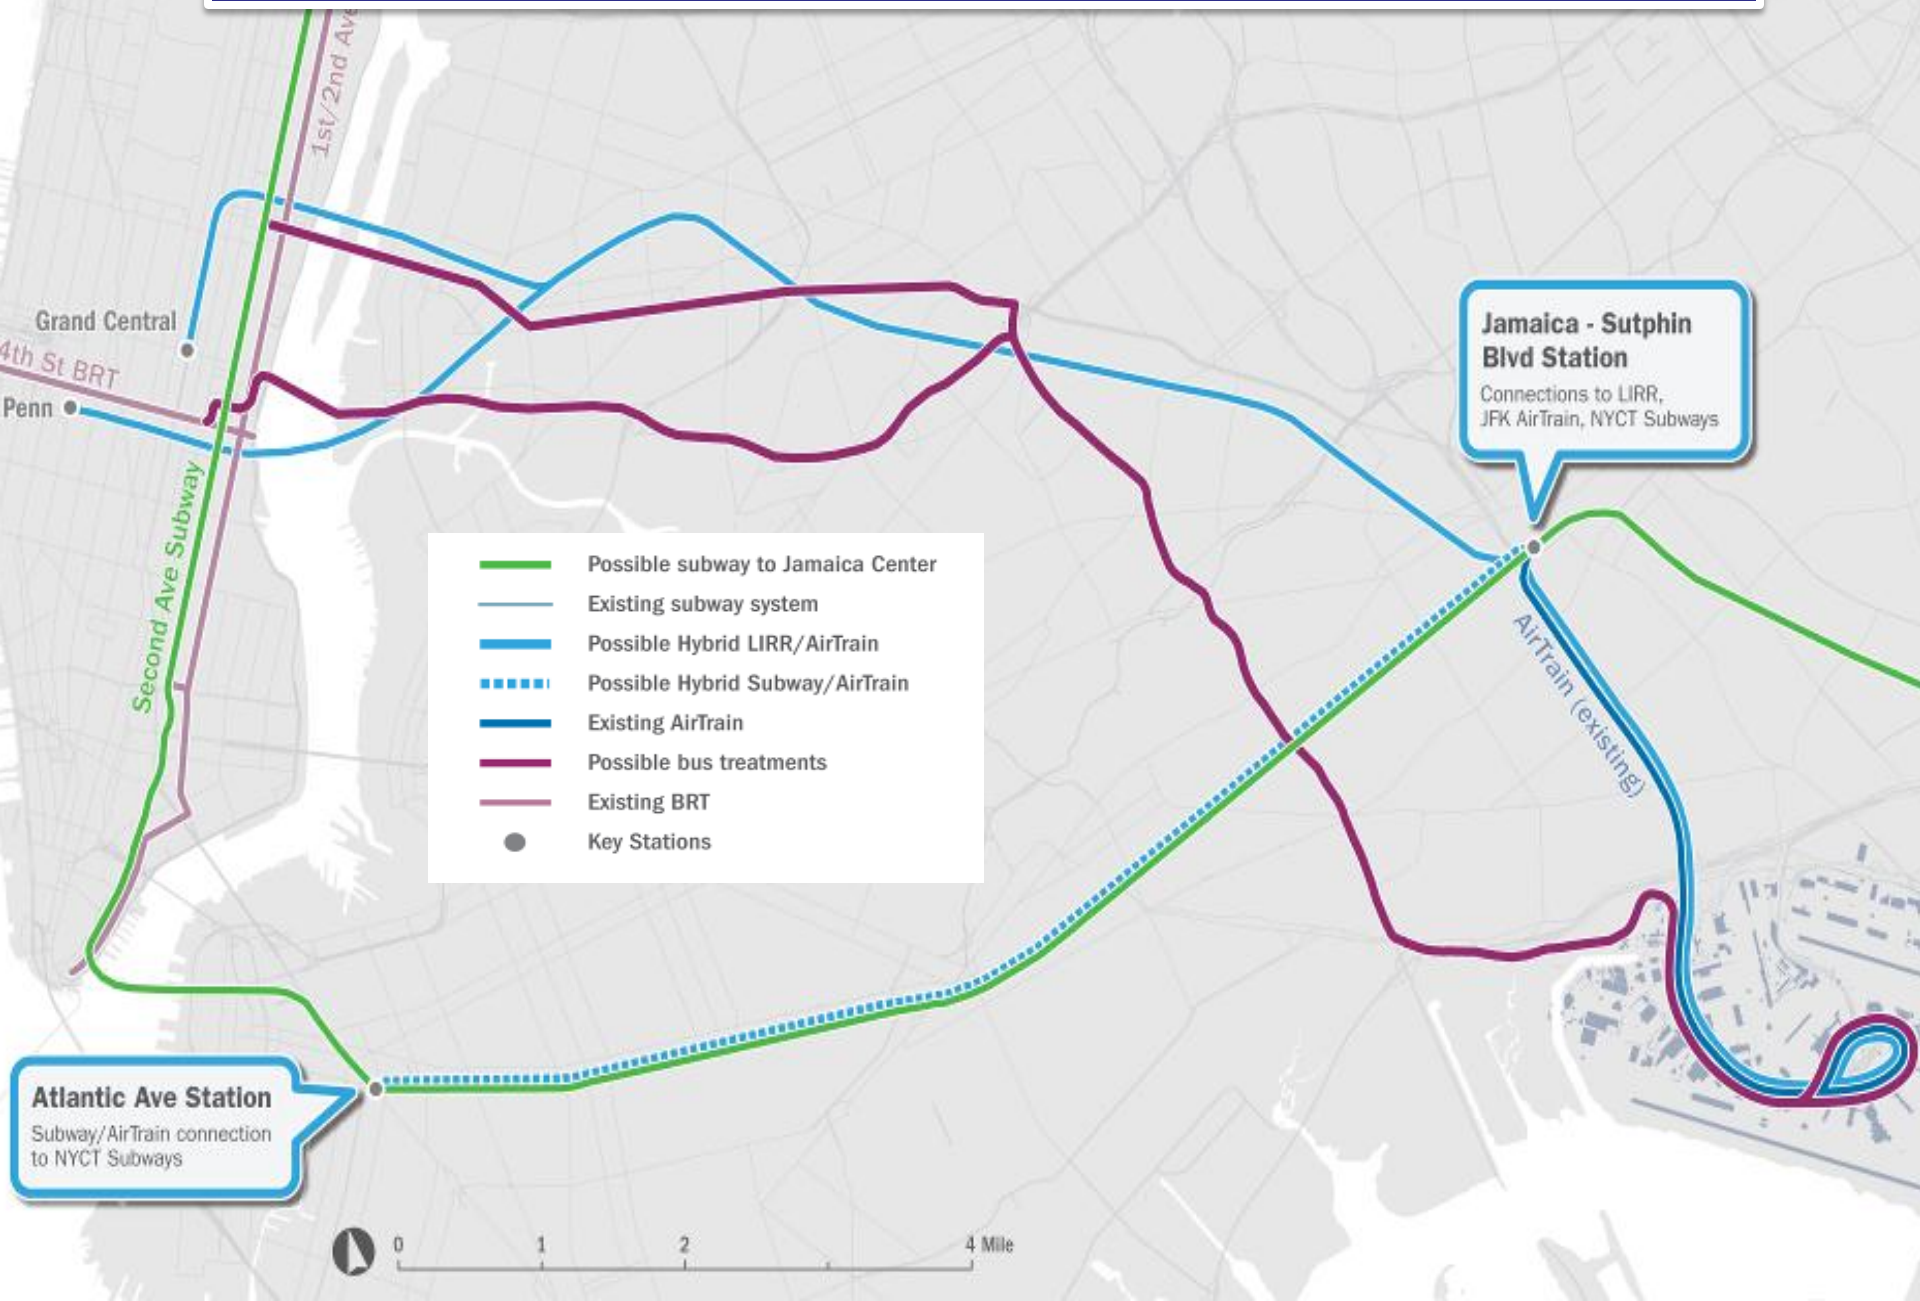 1st/2nd Ave
Grand Central
4th St BRT
Penn
Second Ave Subway
Jamaica - Sutphin
Blvd Station
Connections to LIRR,
JFK AirTrain, NYCT Subways
Possible subway to Jamaica Center
Existing subway system
Possible Hybrid LIRR/AirTrain
Possible Hybrid Subway/AirTrain
Existing AirTrain
Possible bus treatments
Existing BRT
Key Stations
AirTrain (existing)
Atlantic Ave Station
Subway/AirTrain connection
to NYCT Subways
0 1 2 4 Mile